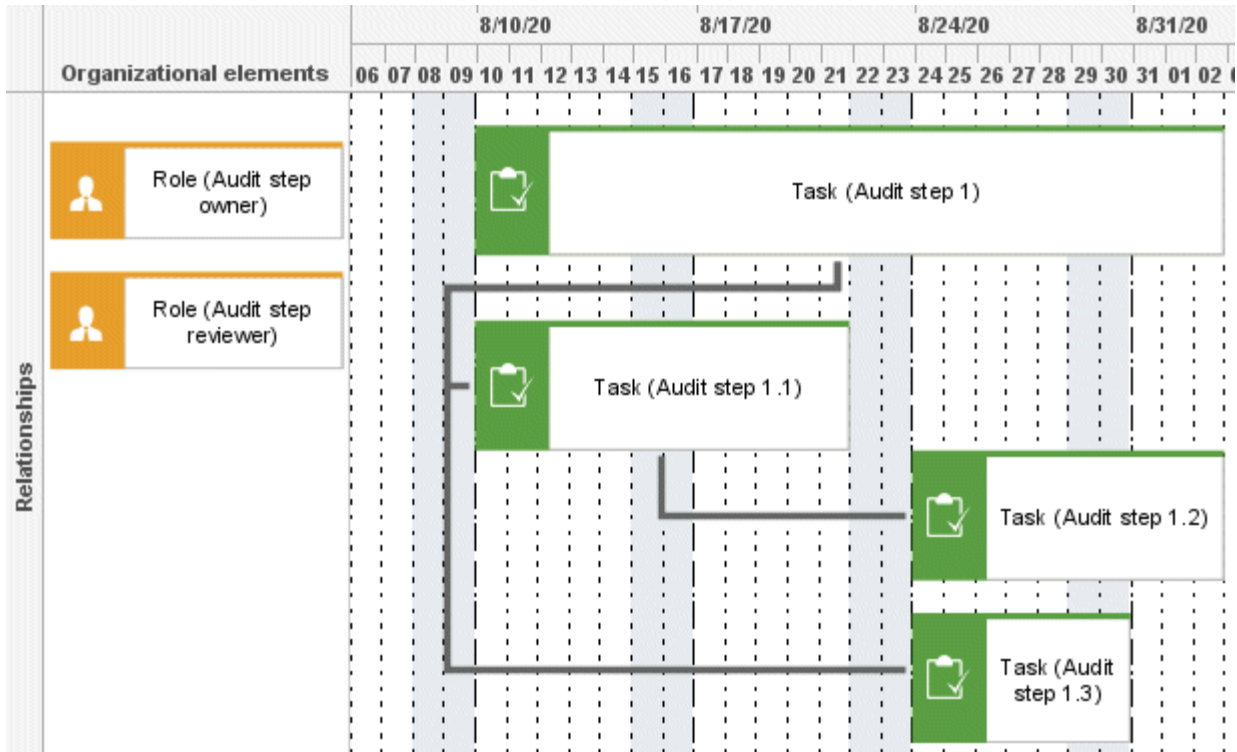 8/10/20 8/17/20 8/24/20 8/31/20
Organizational elements 06 07 08 09 10 11 12 13 14 15 16 17 18 19 20 21 22 23 24 25 26 27 28 29 30 31 01 02
Role (Audit step
owner)
Task (Audit step 1)
Role (Audit step
reviewer)
Task (Audit step 1.1)
Relationships
Task (Audit step 1.2)
Task (Audit
step 1.3)